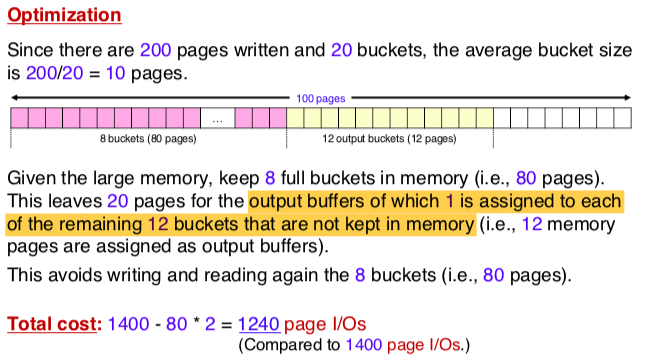 Optimization
Since there are 200 pages written and 20 buckets, the average bucket size
is 200/20 = 10 pages.
100 pages
...
8 buckets (80 pages)
12 output buckets (12 pages)
Given the large memory, keep 8 full buckets in memory (i.e., 80 pages).
This leaves 20 pages for the output buffers of which 1 is assigned to each
of the remaining 12 buckets that are not kept in memory (i.e., 12 memory
pages are assigned as output buffers).
This avoids writing and reading again the 8 buckets (i.e., 80 pages).
Total cost: 1400 - 80 * 2 = 1240 page I/Os
(Compared to 1400 page I/Os.)